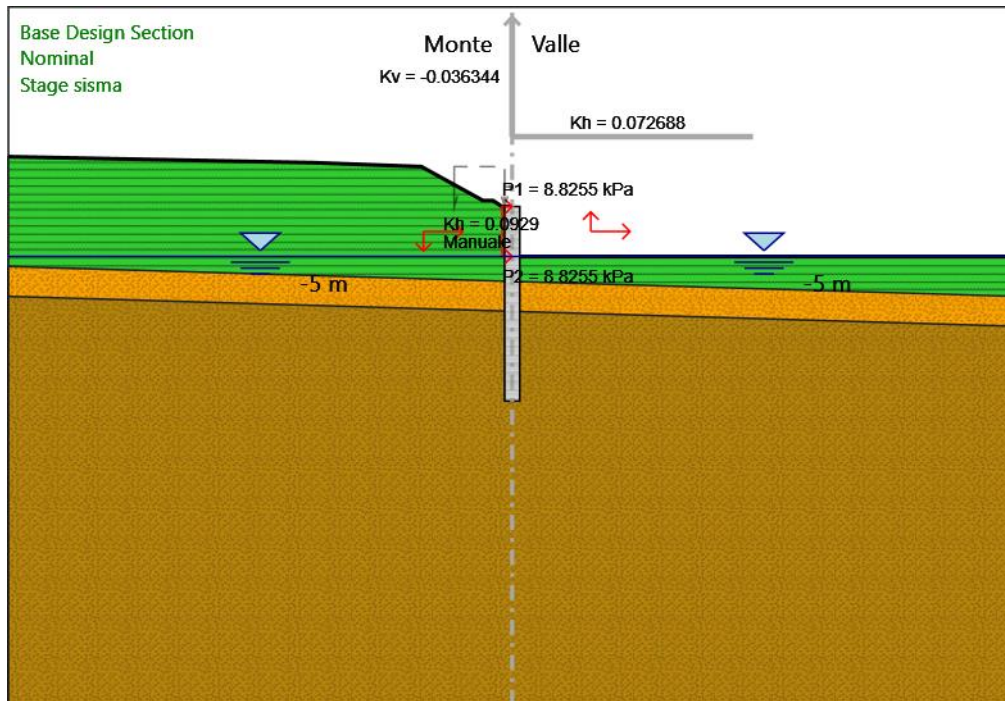 Base Design Section
Nominal
Stage sisma
Monte
Valle
Kv = -0.036344
Kh = 0.072688
P1 = 8.8255 kPa
Kh = 0.0929
Manuale
P2 = 8.8255 kPa
-5 m
-5 m